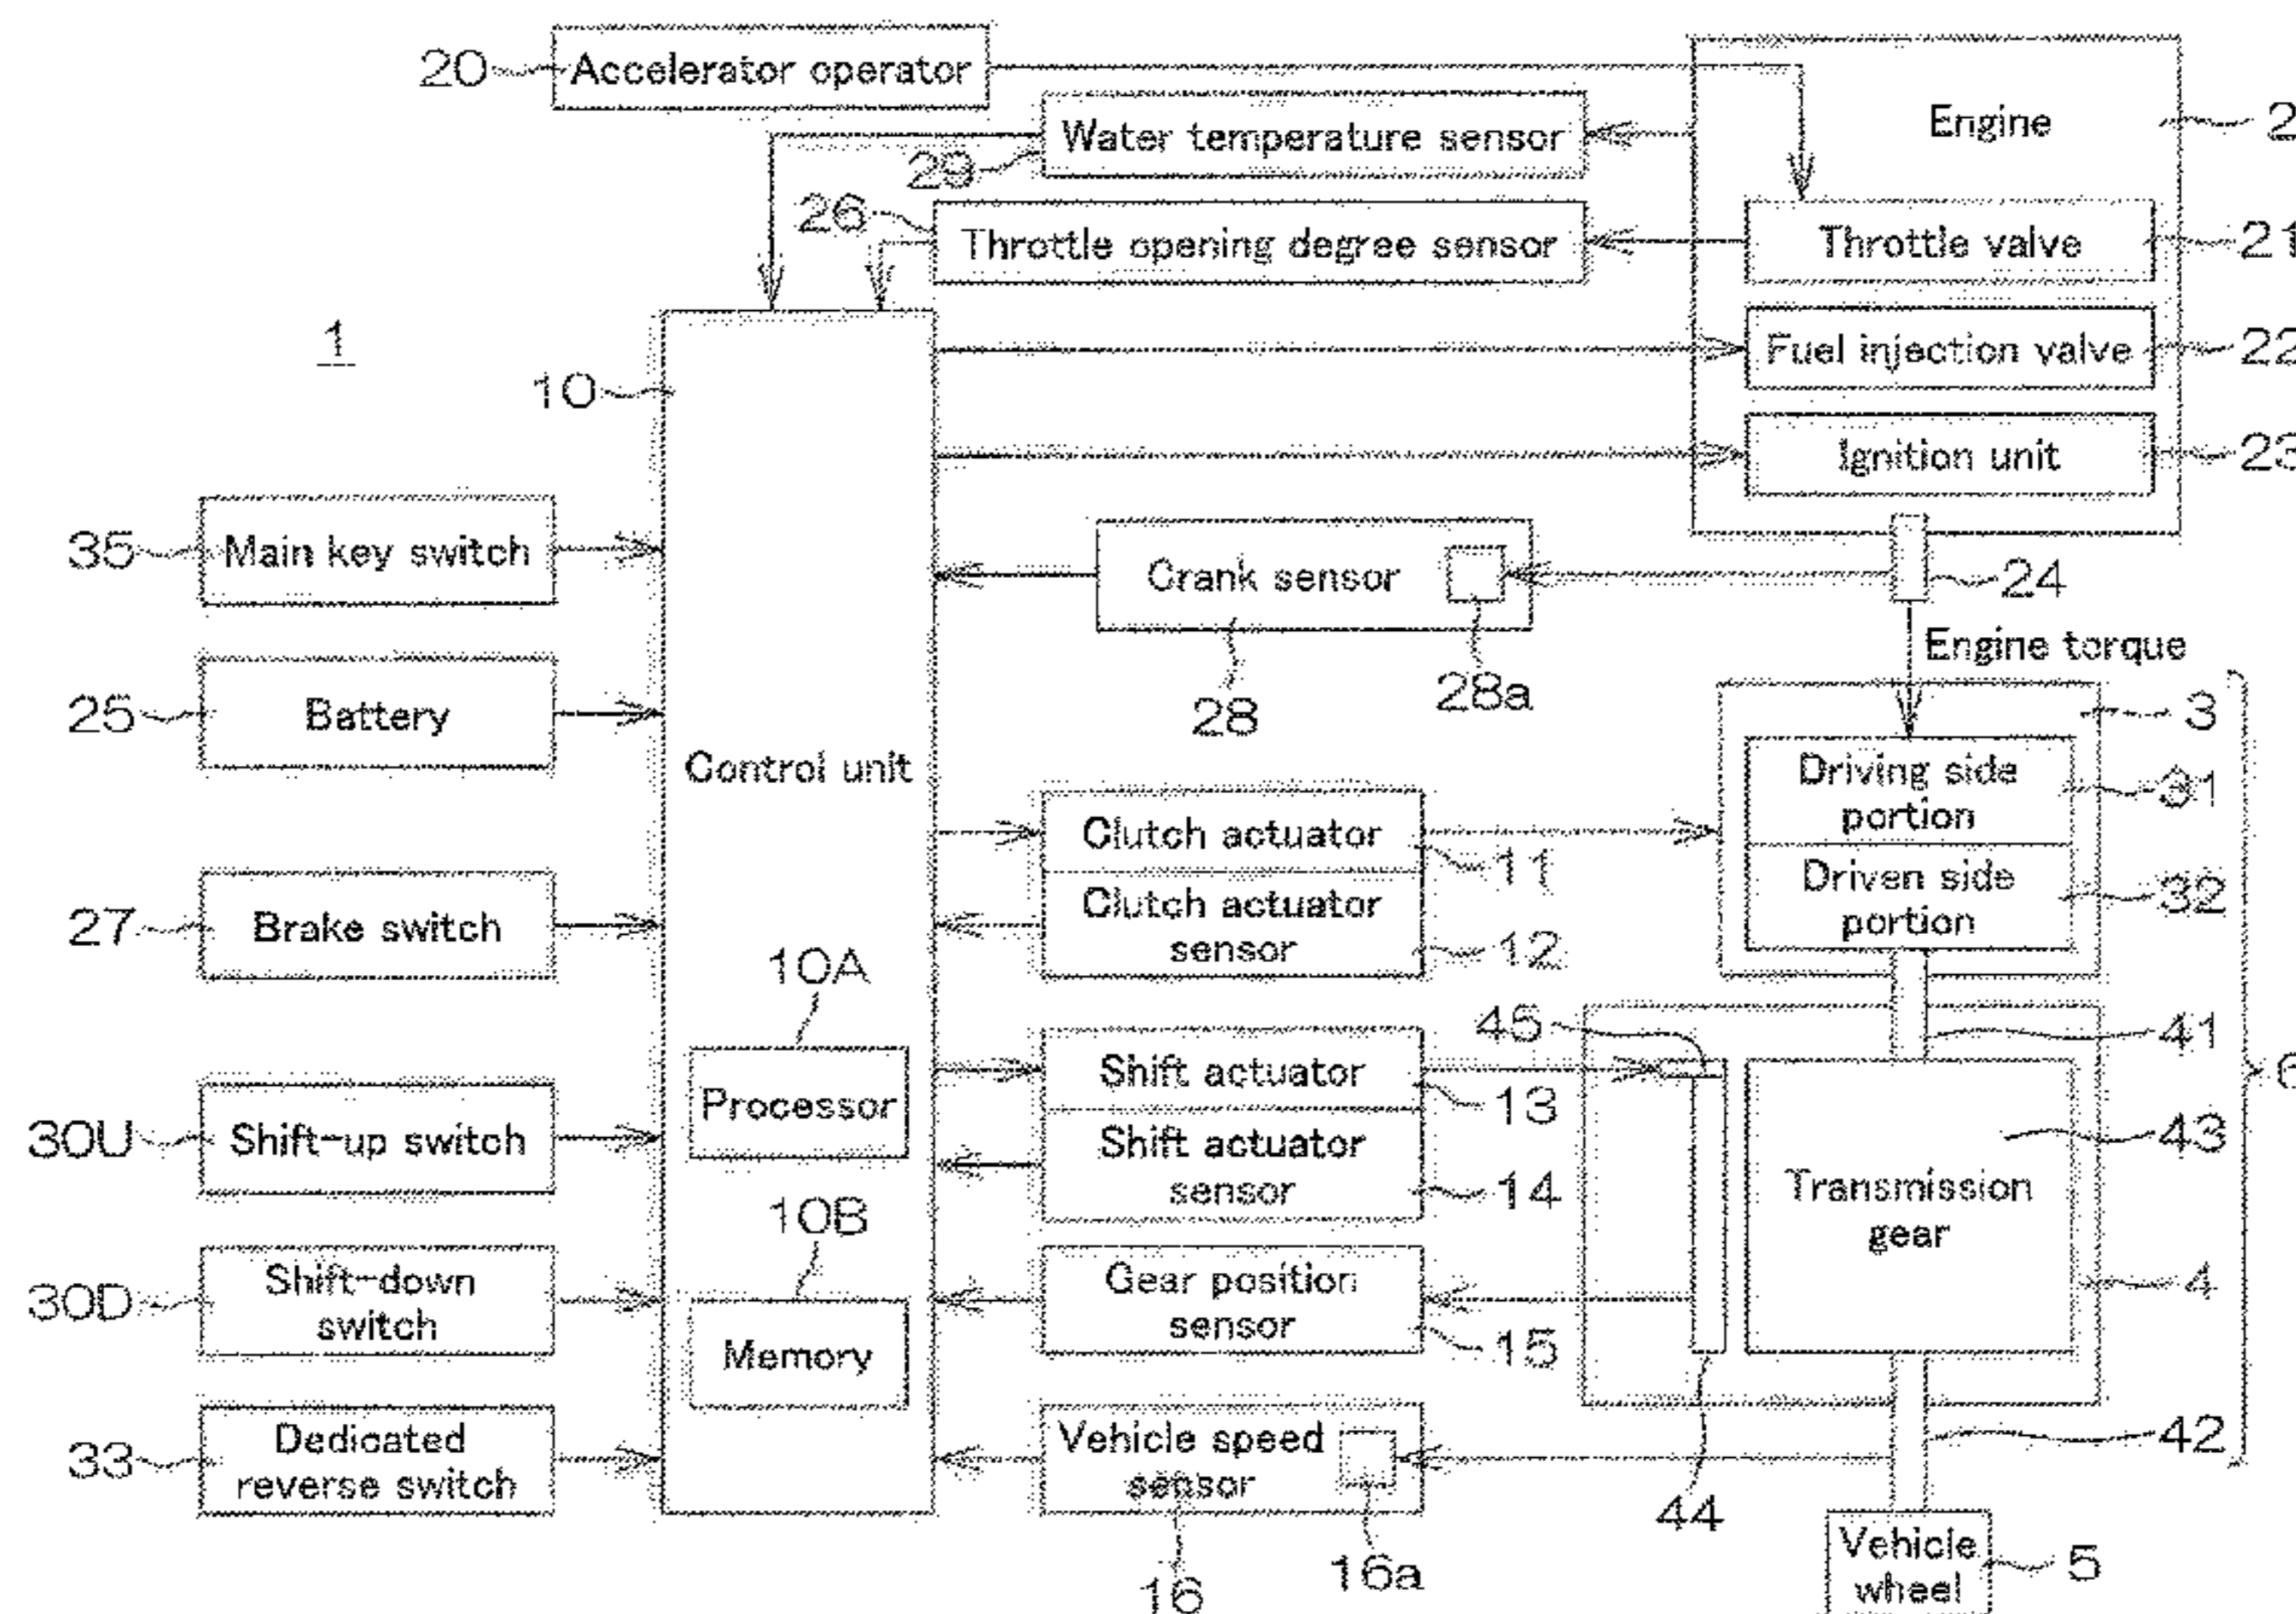 20 Accelerator operator
Engine 2
Water temperature sensor
29
26
Throttle opening degree sensor
Throttle valve 21
1
Fuel injection valve 22
10
Ignition unit 23
35 Main key switch
Crank sensor
24
28
28a
Engine torque
25 Battery
3
Control unit
Driving side
portion
31
Clutch actuator
11
Driven side
portion
32
27 Brake switch
Clutch actuator
sensor
12
10A
45
41
Processor
Shift actuator
13
6
30U Shift-up switch
Shift actuator
sensor
14
43
Transmission
gear
10B
30D
Shift-down
switch
Gear position
sensor
15
4
Memory
33
Dedicated
reverse switch
Vehicle speed
sensor
42
44
16
16a
Vehicle
wheel
5